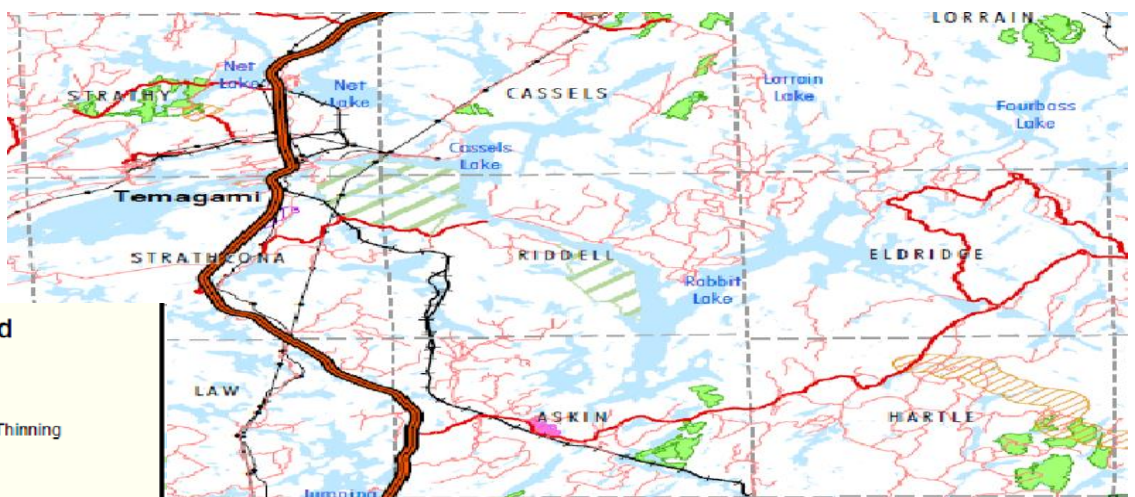 LORRAIN
Net
Lake
STRATHY
Net
Lake
CASSELS
Lorrain
Lake
Fourbass
Lake
Cassels
Lake
Temagami
STRATHCONA
RIDDELL
ELDRIDGE
Rabbit
Lake
d
LAW
ASKIN
HARTLE
Thinning
Jumping